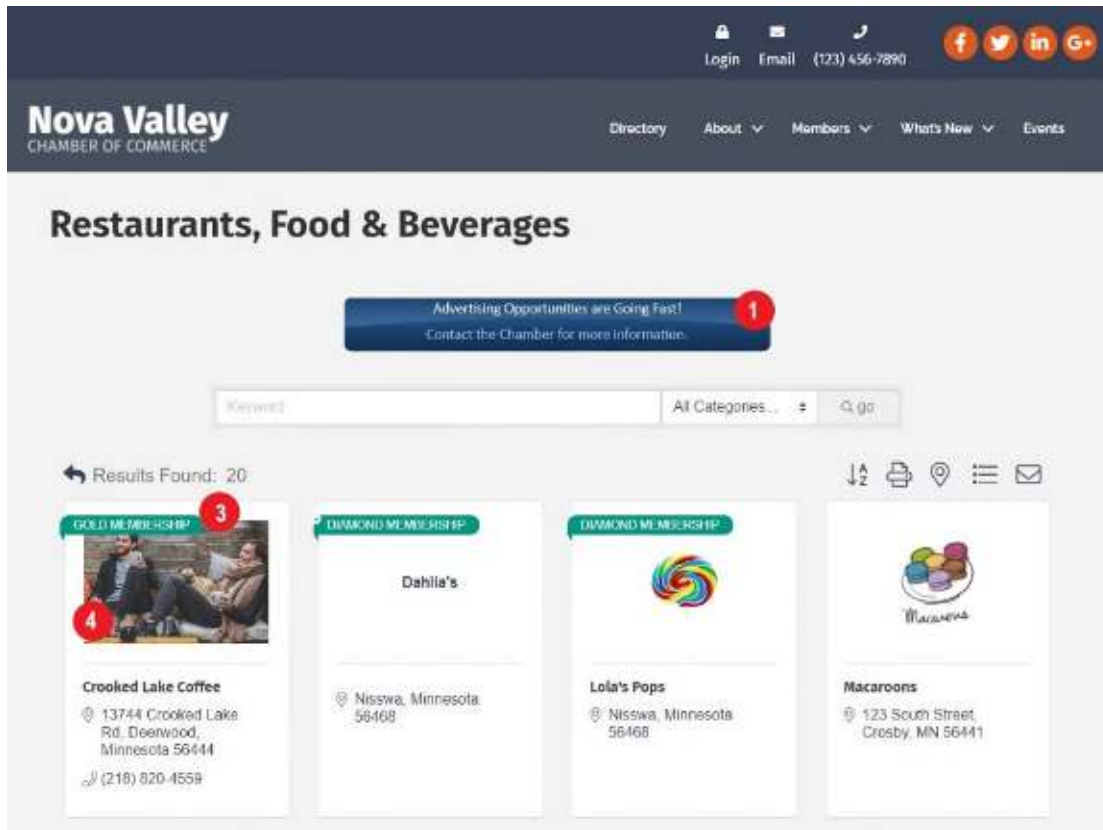 Login Email (123) 456-7890
f in G+
Nova Valley
CHAMBER OF COMMERCE
Directory About Members What's New Events
Restaurants, Food & Beverages
Advertising Opportunities are Going Fast!
1
Contact the Chamber for more information.
Keyword All Categories... go
Results Found: 20
A
Z
3
GOLD MEMBERSHIP DIAMOND MEMBERSHIP DIAMOND MEMBERSHIP
Dahlia's
4
Macarons
Crooked Lake Coffee
13744 Crooked Lake
Rd, Deerwood,
Minnesota 56444
(218) 820-4559
Nisswa, Minnesota
56468
Lola's Pops
Nisswa, Minnesota
56468
Macaroons
123 South Street,
Crosby, MN 56441